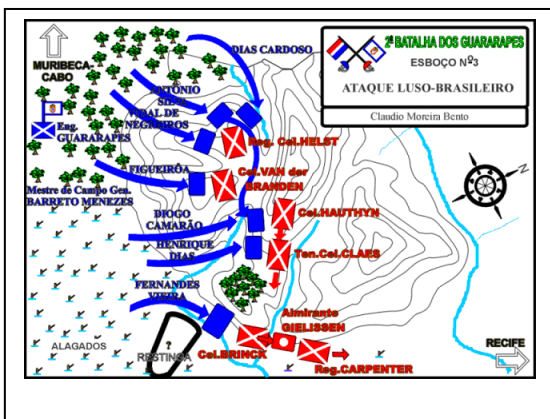 2ª BATALHA DOS GUARARAPES
ESBOÇO Nº3
ATAQUE LUSO-BRASILEIRO
Claudio Moreira Bento
MURIBECA-
CABO
DIAS CARDOSO
ANTÔNIO
SILVA
VIDAL DE
NEGREIROS
Eng.
GUARARAPES
Reg. Cel.HELST
FIGUEIRÔA
Cel.VAN der
BRANDEN
Mestre de Campo Gen.
BARRETO MENEZES
N
DIOGO
CAMARÃO
Cel.HAUTHYN
HENRIQUE
DIAS
Ten.Cel.CLAES
FERNANDES
VIEIRA
Almirante
GIELISSEN
ALAGADOS
?
RESTINGA
Cel.BRINCK
Reg.CARPENTER
RECIFE